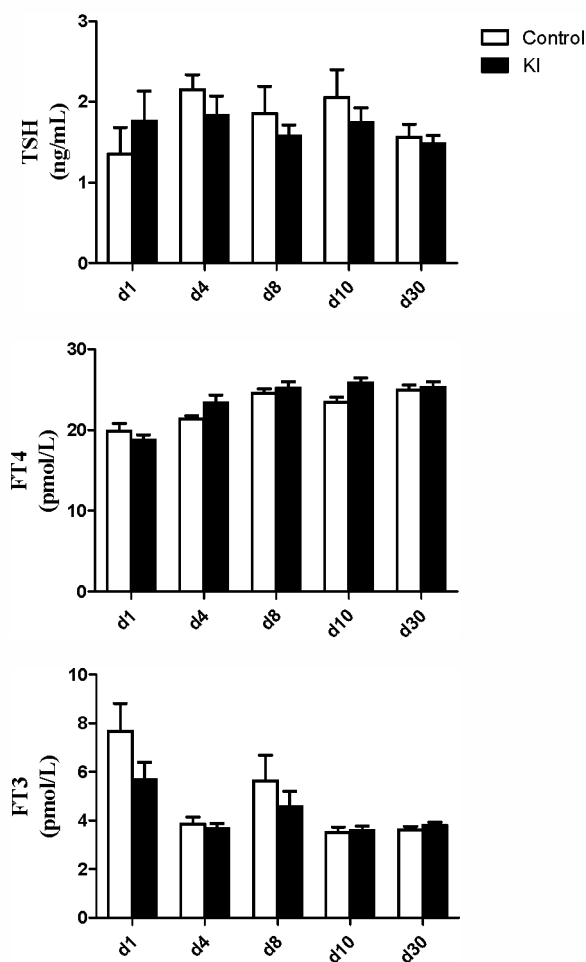 Control
KI
TSH
(ng/mL)
3
2
1
0
d1
d4
d8
d10
d30
FT4
(pmol/L)
30
20
10
0
d1
d4
d8
d10
d30
FT3
(pmol/L)
10
8
6
4
2
0
d1
d4
d8
d10
d30